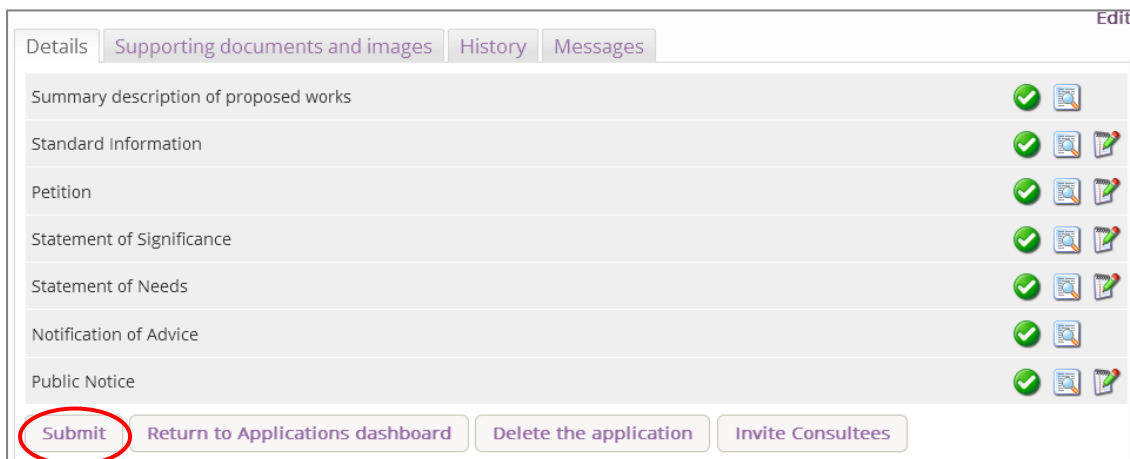 Edit
Details Supporting documents and images History Messages
Summary description of proposed works
Standard Information
Petition
Statement of Significance
Statement of Needs
Notification of Advice
Public Notice
Submit Return to Applications dashboard Delete the application Invite Consultees